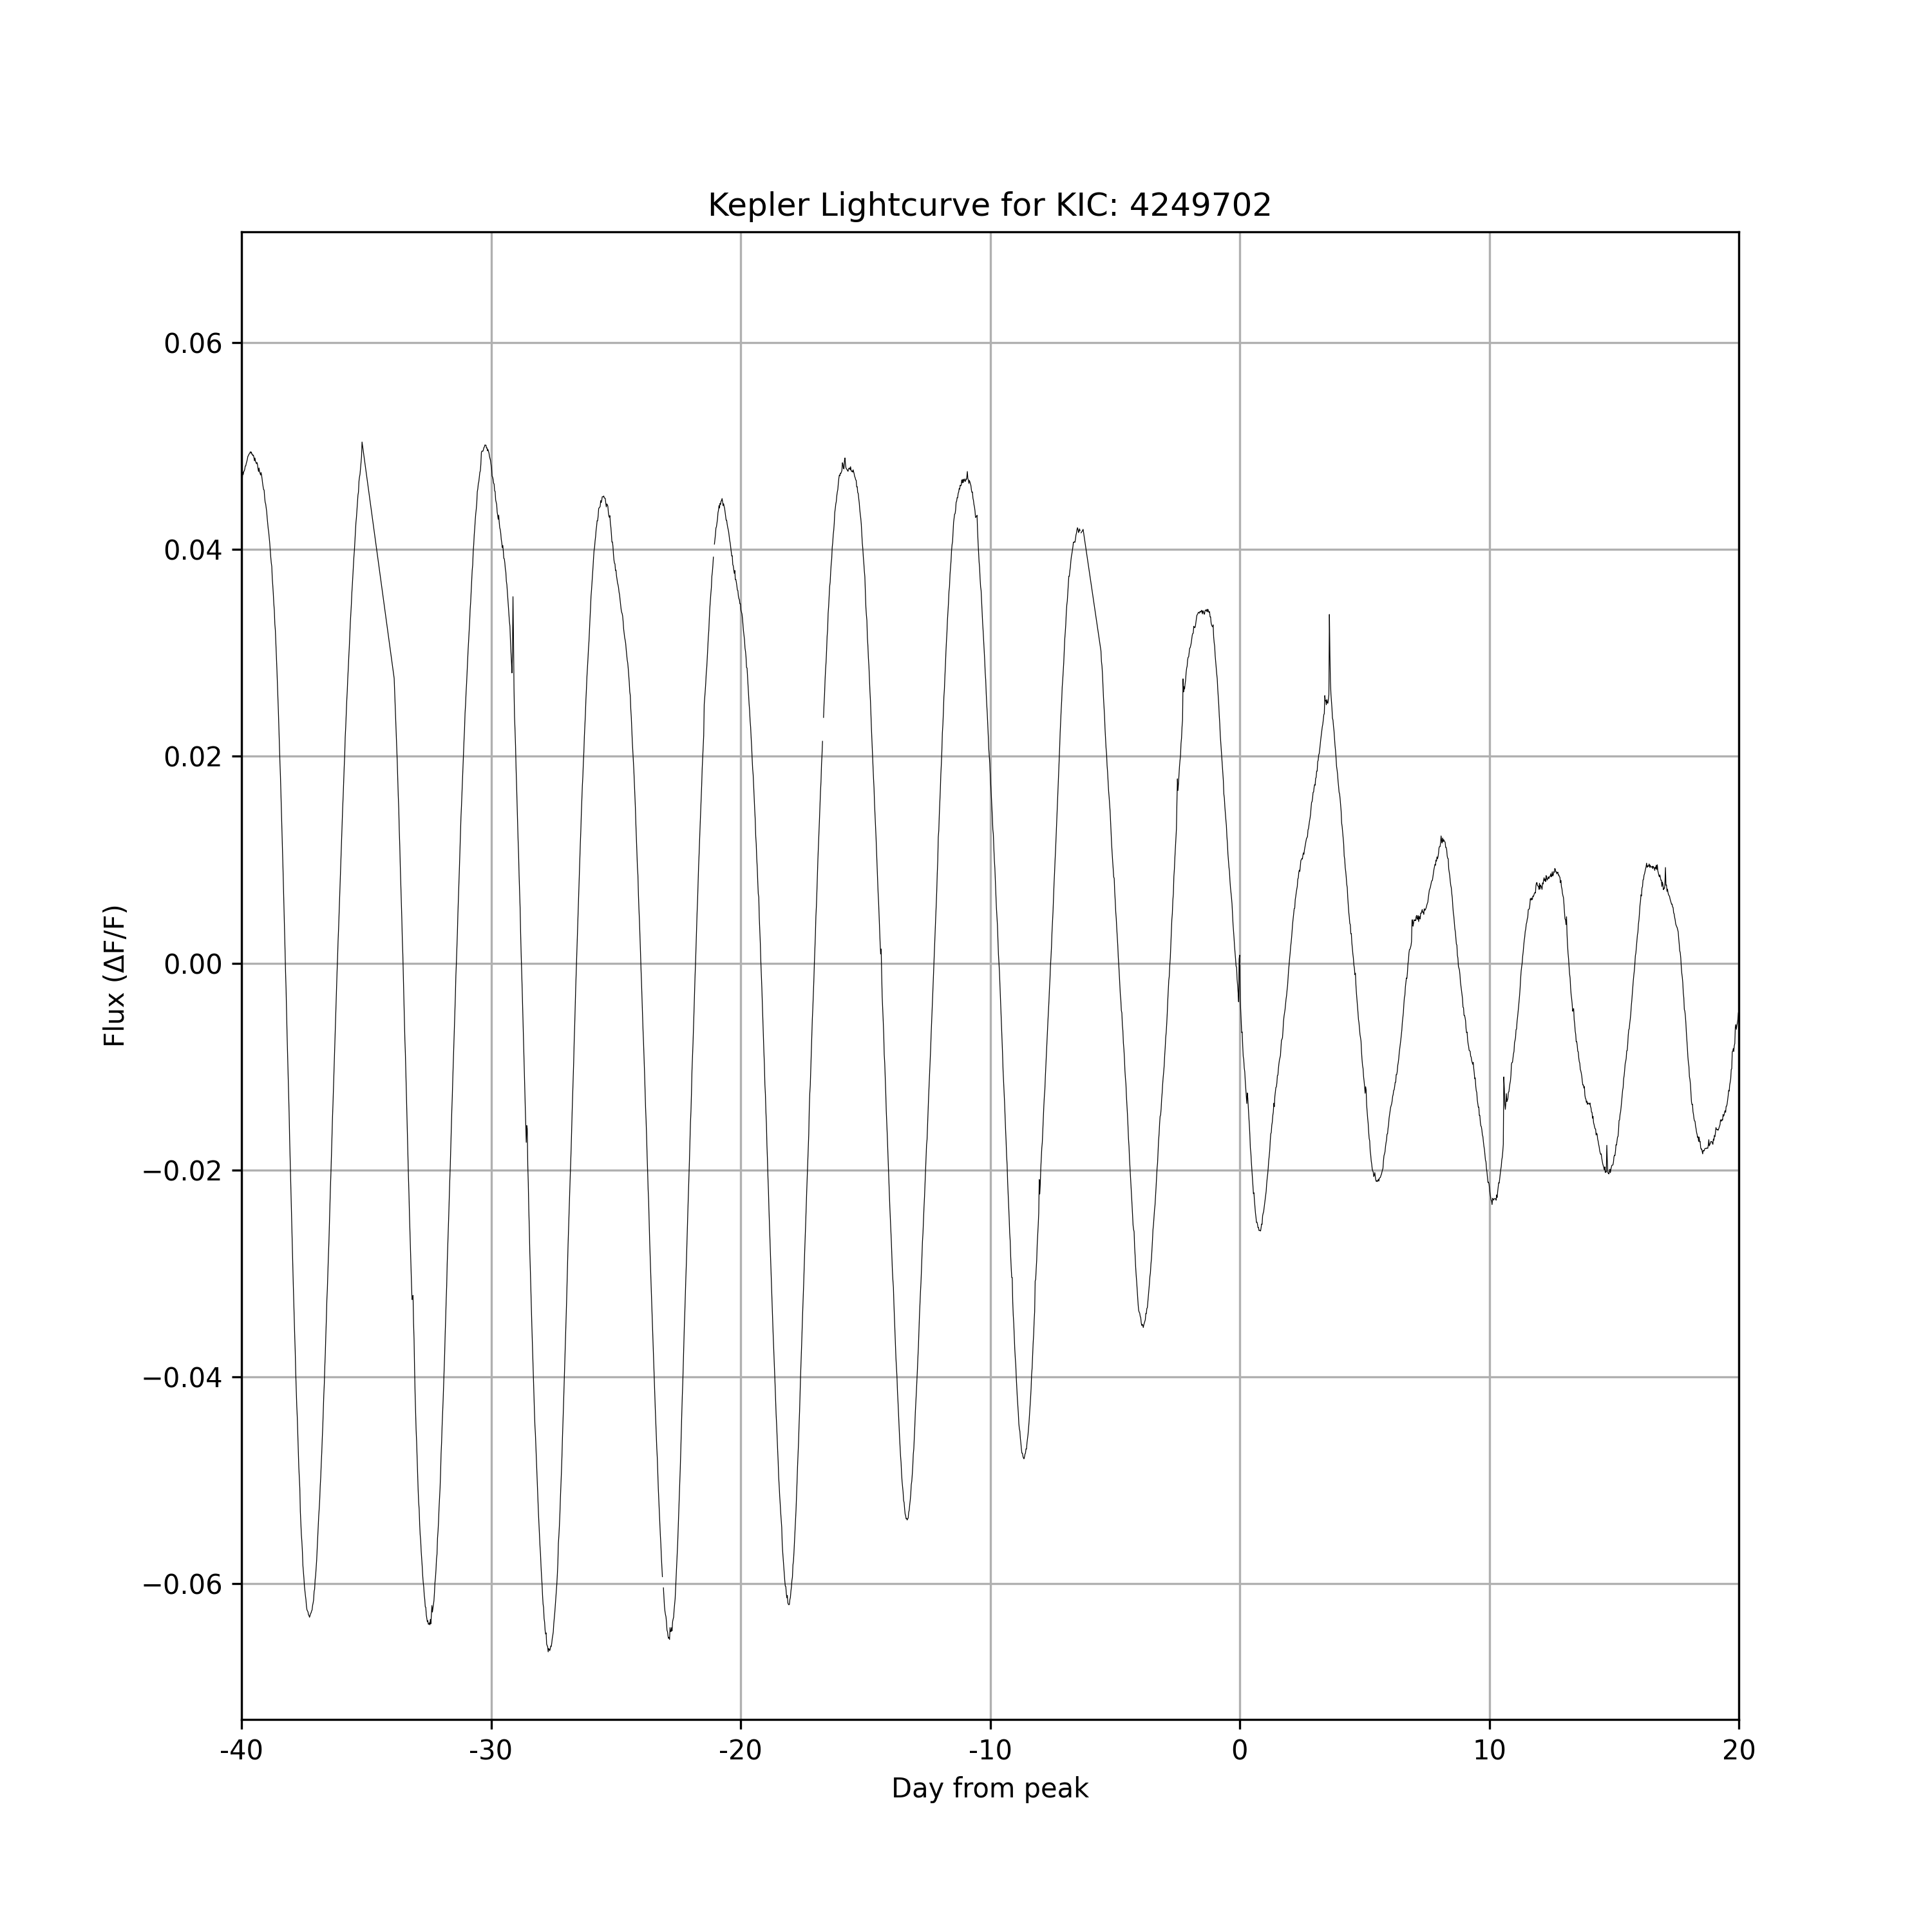 Kepler Lightcurve for KIC: 4249702
Flux (ΔF/F)
0.06
0.04
0.02
0.00
−0.02
−0.04
−0.06
-40 -30 -20 -10 0 10 20
Day from peak